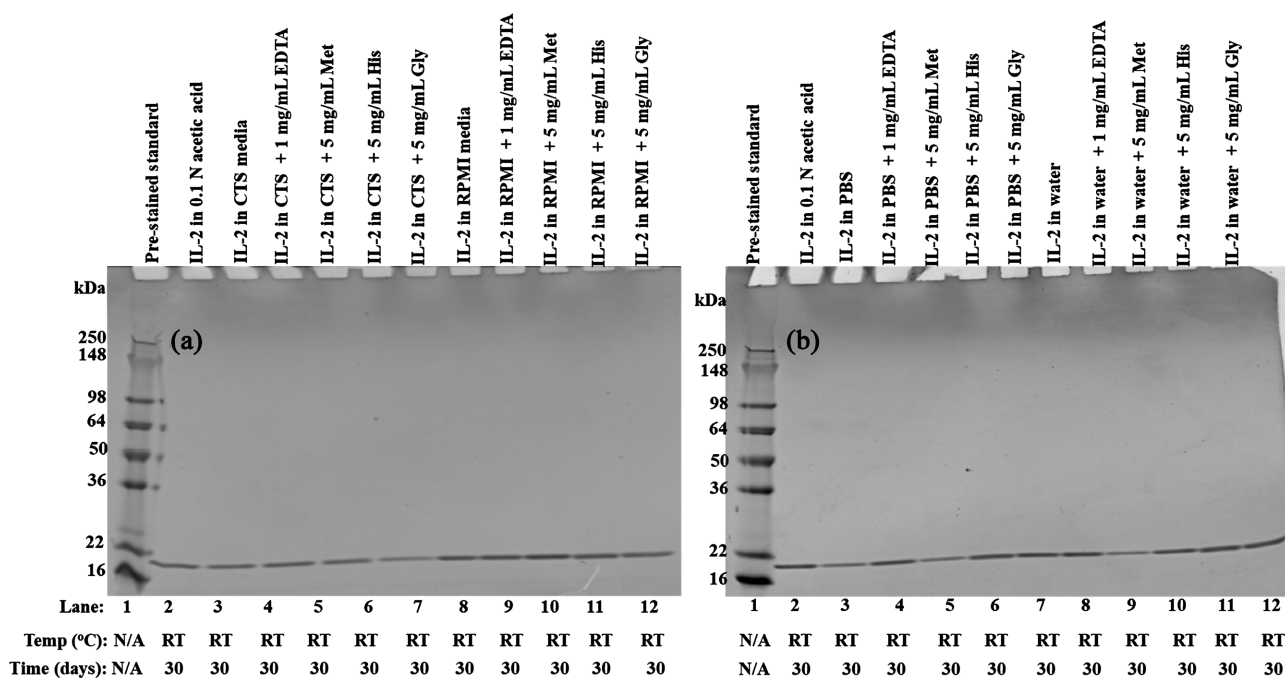 Pre-stained standard
IL-2 in 0.1 N acetic acid
IL-2 in CTS media
IL-2 in CTS + 1 mg/mL EDTA
IL-2 in CTS + 5 mg/mL Met
IL-2 in CTS + 5 mg/mL His
IL-2 in CTS + 5 mg/mL Gly
IL-2 in RPMI media
IL-2 in RPMI + 1 mg/mL EDTA
IL-2 in RPMI + 5 mg/mL Met
IL-2 in RPMI + 5 mg/mL His
IL-2 in RPMI + 5 mg/mL Gly
kDa
(a)
250
148
98
64
50
36
22
16
Lane: 1 2 3 4 5 6 7 8 9 10 11 12
Temp (°C): N/A RT RT RT RT RT RT RT RT RT RT RT
Time (days): N/A 30 30 30 30 30 30 30 30 30 30 30
Pre-stained standard
IL-2 in 0.1 N acetic acid
IL-2 in PBS
IL-2 in PBS + 1 mg/mL EDTA
IL-2 in PBS + 5 mg/mL Met
IL-2 in PBS + 5 mg/mL His
IL-2 in PBS + 5 mg/mL Gly
IL-2 in water
IL-2 in water + 1 mg/mL EDTA
IL-2 in water + 5 mg/mL Met
IL-2 in water + 5 mg/mL His
IL-2 in water + 5 mg/mL Gly
kDa
(b)
250
148
98
64
50
36
22
16
1 2 3 4 5 6 7 8 9 10 11 12
N/A RT RT RT RT RT RT RT RT RT RT RT
N/A 30 30 30 30 30 30 30 30 30 30 30